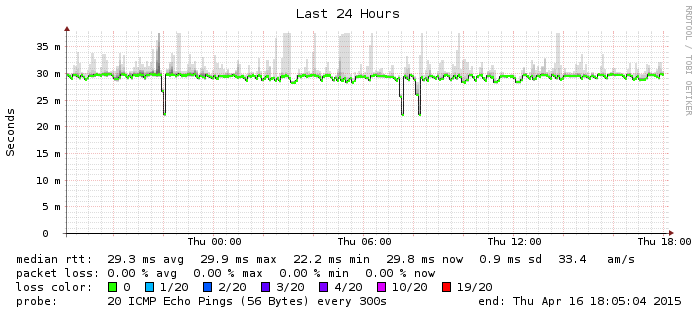 Last 24 Hours
RRDTOOL / TOBI OETIKER
Seconds
35 m
30 m
25 m
20 m
15 m
10 m
5 m
0
Thu 00:00 Thu 06:00 Thu 12:00 Thu 18:00
median rtt: 29.3 ms avg 29.9 ms max 22.2 ms min 29.8 ms now 0.9 ms sd 33.4 am/s
packet loss: 0.00 % avg 0.00 % max 0.00 % min 0.00 % now
loss color: 0 1/20 2/20 3/20 4/20 10/20 19/20
probe: 20 ICMP Echo Pings (56 Bytes) every 300s end: Thu Apr 16 18:05:04 2015